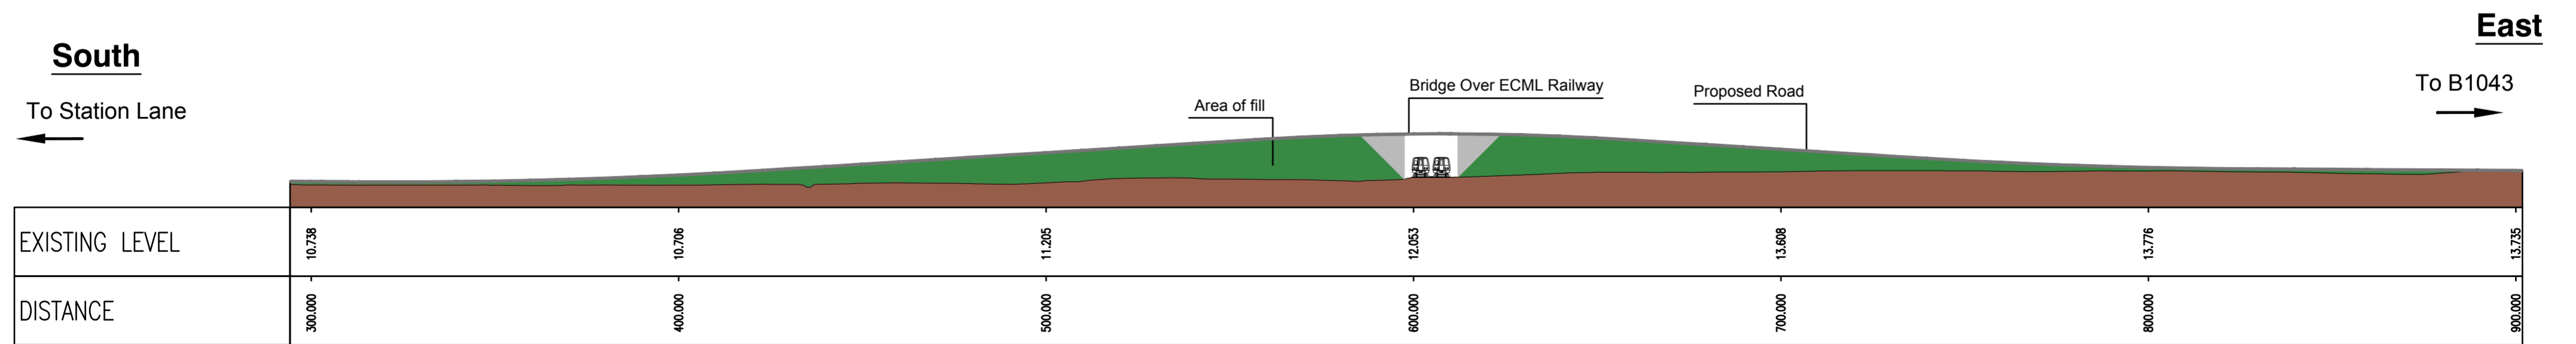 South
East
To Station Lane
To B1043
Bridge Over ECML Railway
Proposed Road
Area of fill
EXISTING LEVEL 10.738 10.706 11.205 12.053 13.608 13.776 13.735
DISTANCE 300.000 400.000 500.000 600.000 700.000 800.000 900.000